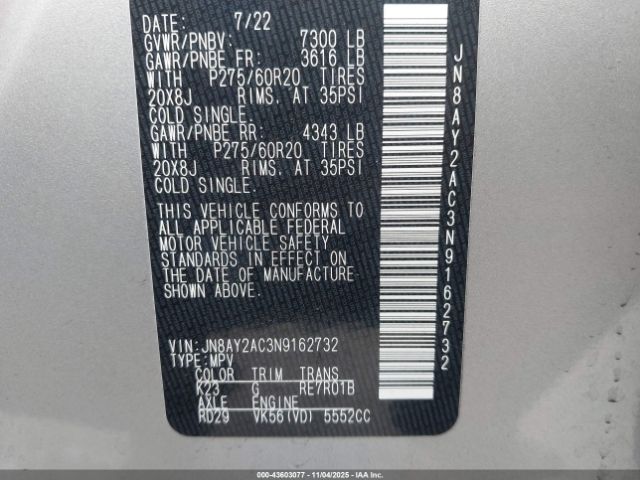 DATE: 7/22
GVWR/PNBV: 7300 LB
GAWR/PNBE FR: 3616 LB
WITH P275/60R20 TIRES
20X8J RIMS. AT 35PSI
COLD SINGLE.
GAWR/PNBE RR: 4343 LB
WITH P275/60R20 TIRES
20X8J RIMS. AT 35PSI
COLD SINGLE.
THIS VEHICLE CONFORMS TO
ALL APPLICABLE FEDERAL
MOTOR VEHICLE SAFETY
STANDARDS IN EFFECT ON
THE DATE OF MANUFACTURE
SHOWN ABOVE.
VIN:JN8AY2AC3N9162732
TYPE:MPV
COLOR TRIM TRANS
K23 G RE7R01B
AXLE ENGINE
RD29 VK56(VD) 5552CC
JN8AY2AC3N9162732
000-43603077 - 11/04/2025 - IAAI.com